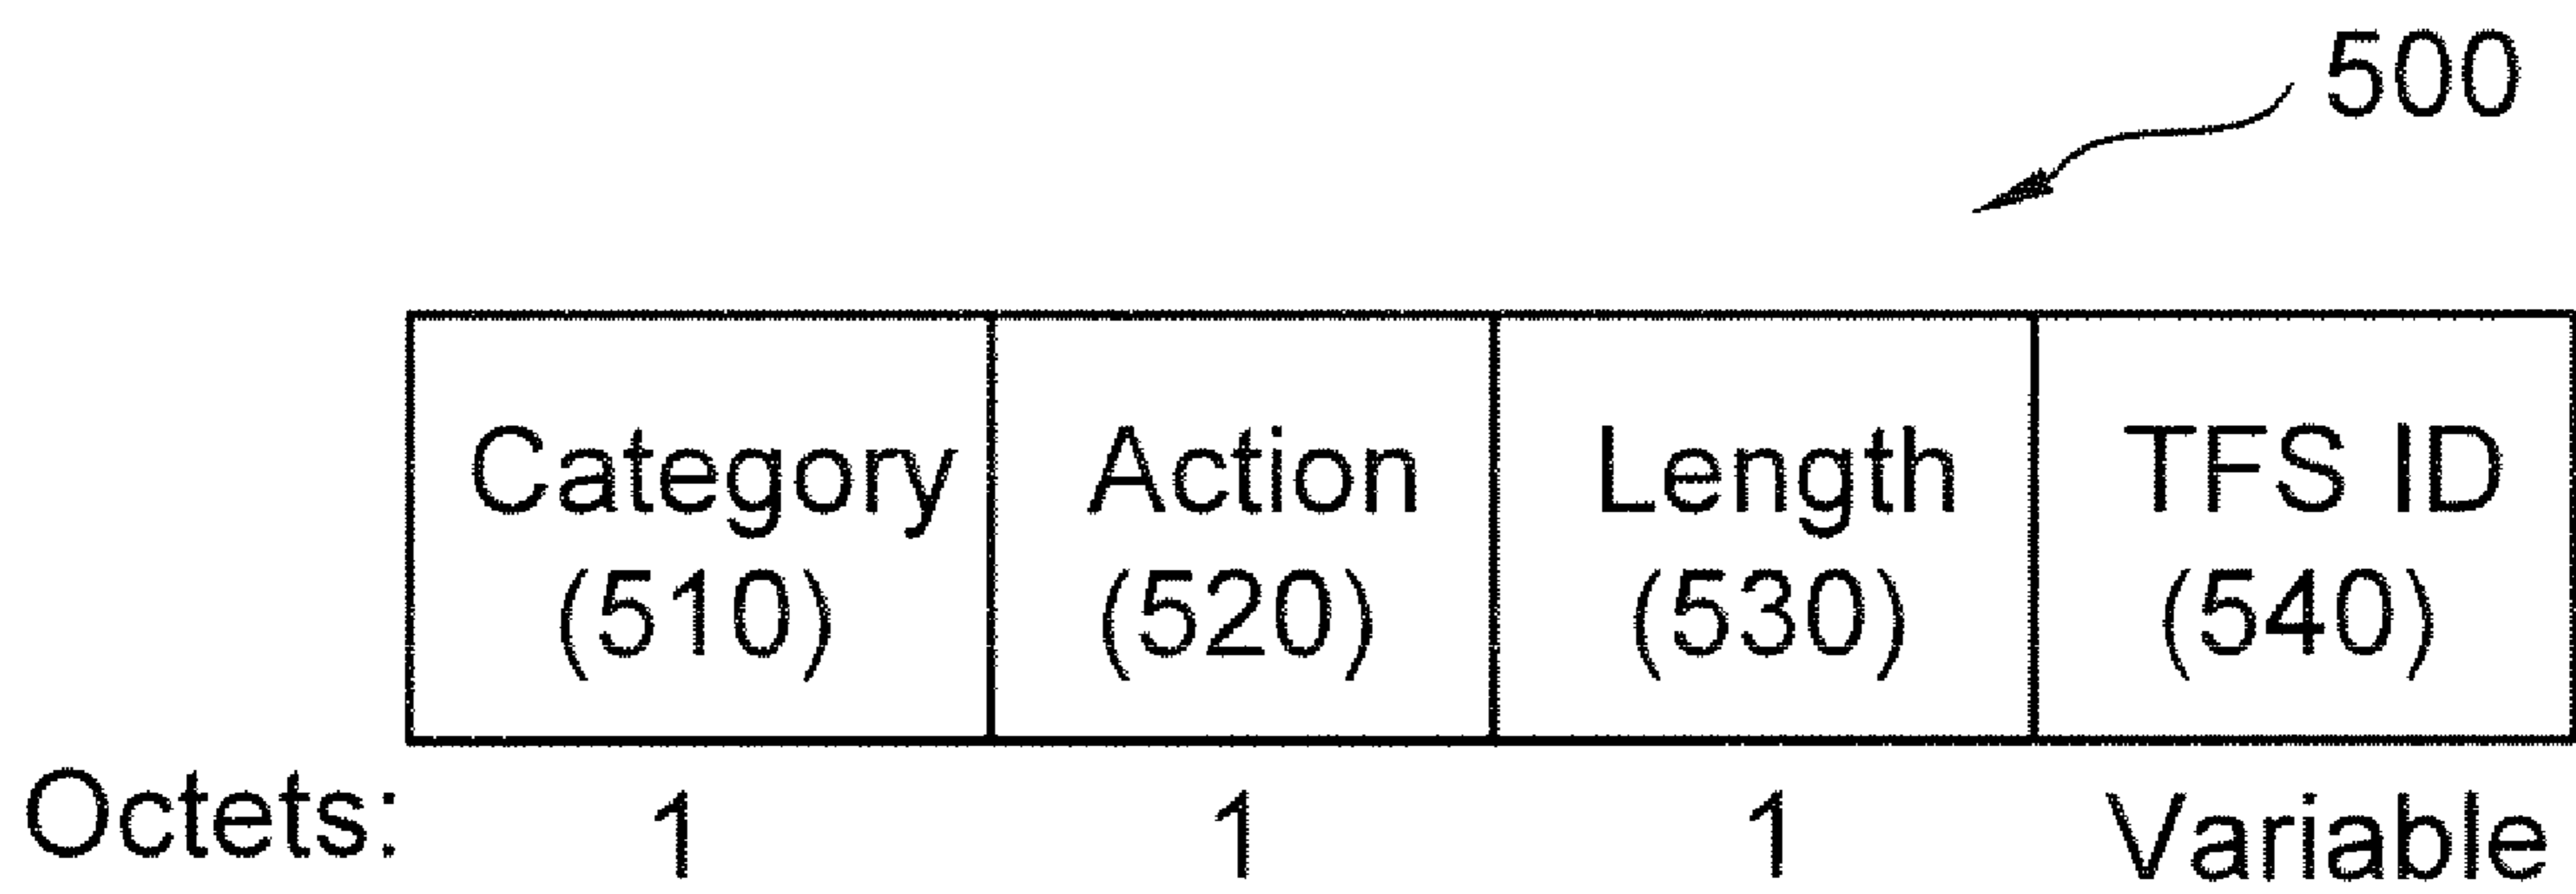 500
Category Action Length TFS ID
(510) (520) (530) (540)
Octets: 1 1 1 Variable